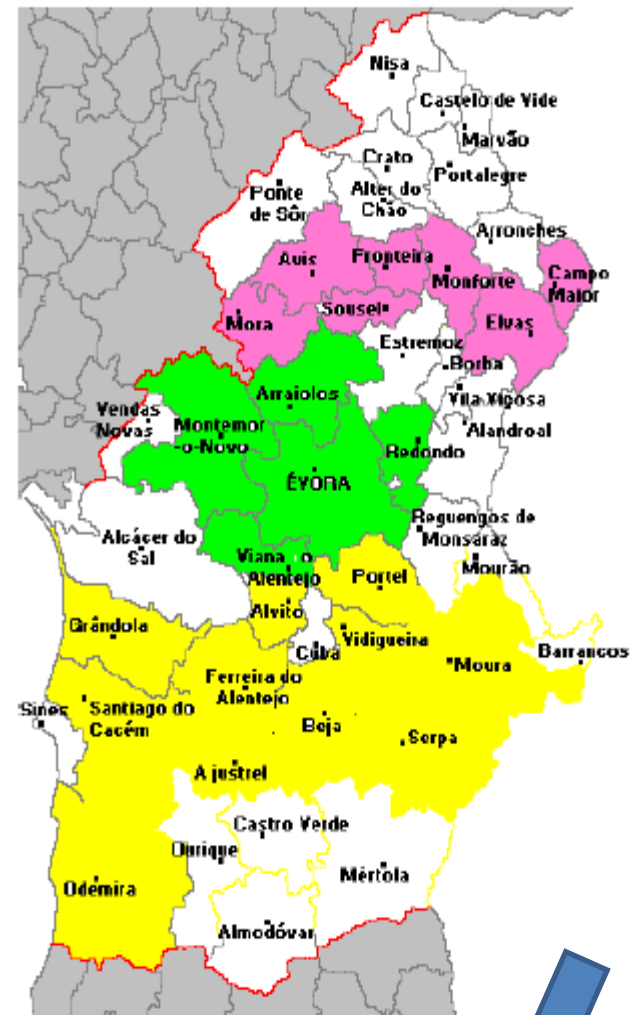 Nisa
Castelo de Vide
Marvão
Crato
Portalegre
Alter do
Chão
Ponte
de Sôr
Arronches
Avis
Fronteira
Monforte
Campo
Maior
Sousel
Mora
Elvas
Estremoz
Borba
Arraiolos
Vila Viçosa
Vendas
Novas
Montemor
-o-Novo
Alandroal
Redondo
ÉVORA
Reguengos de
Monsaraz
Alcácer do
Sal
Viana o
Alentejo
Mourão
Portel
Alvito
Grândola
Vidigueira
Cuba
Barrancos
Moura
Ferreira do
Alentejo
Sines
Santiago do
Cacém
Beja
Serpa
Ajustrel
Castro Verde
Ourique
Mértola
Odemira
Almodôvar